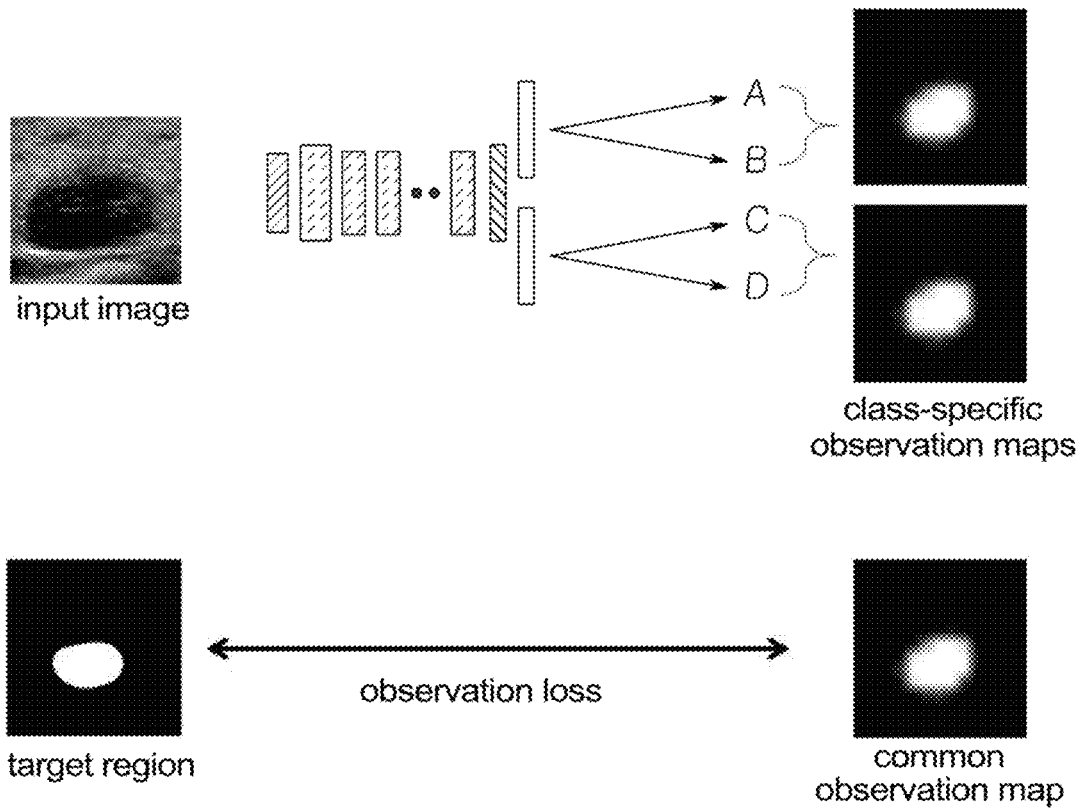 A
B
C
D
input image
class-specific
observation maps
observation loss
target region
common
observation map